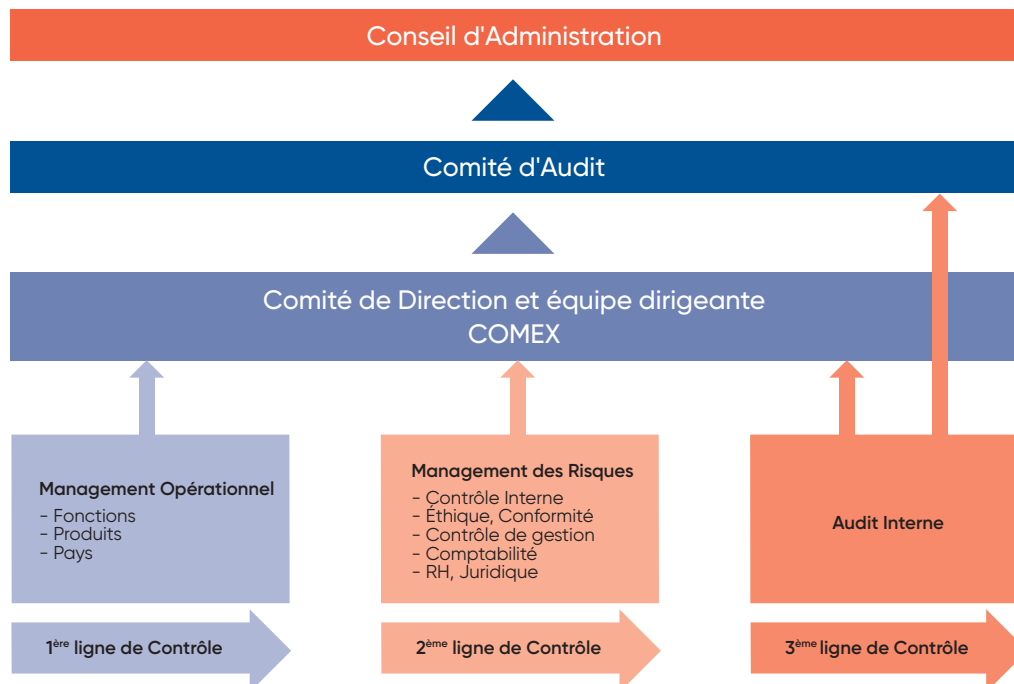 Conseil d'Administration
Comité d'Audit
Comité de Direction et équipe dirigeante
COMEX
Management Opérationnel
- Fonctions
- Produits
- Pays
Management des Risques
- Contrôle Interne
- Éthique, Conformité
- Contrôle de gestion
- Comptabilité
- RH, Juridique
Audit Interne
1ère ligne de Contrôle
2ème ligne de Contrôle
3ème ligne de Contrôle